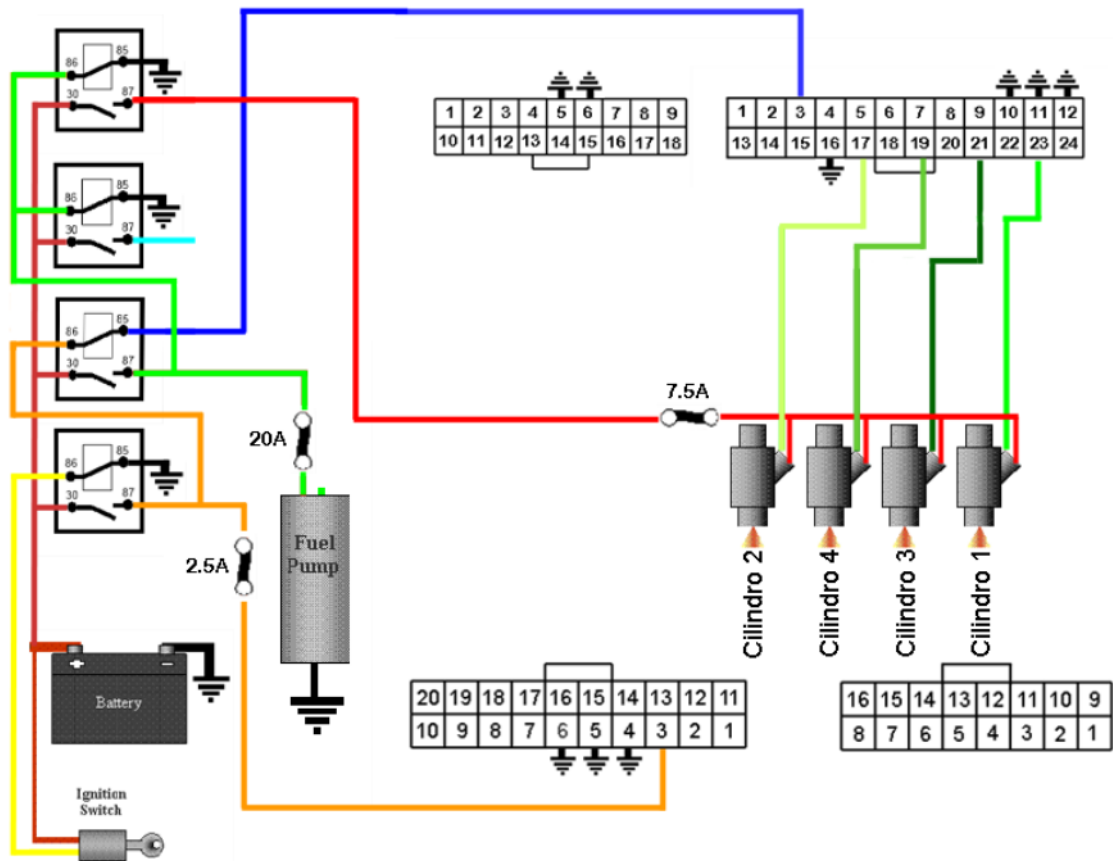 86 85
30 87
86 85
30 87
86 85
30 87
86 85
30 87
1 2 3 4 5 6 7 8 9
10 11 12 13 14 15 16 17 18
1 2 3 4 5 6 7 8 9 10 11 12
13 14 15 16 17 18 19 20 21 22 23 24
7.5A
20A
2.5A
Fuel
Pump
Cilindro 2
Cilindro 4
Cilindro 3
Cilindro 1
+ −
Battery
Ignition
Switch
20 19 18 17 16 15 14 13 12 11
10 9 8 7 6 5 4 3 2 1
16 15 14 13 12 11 10 9
8 7 6 5 4 3 2 1